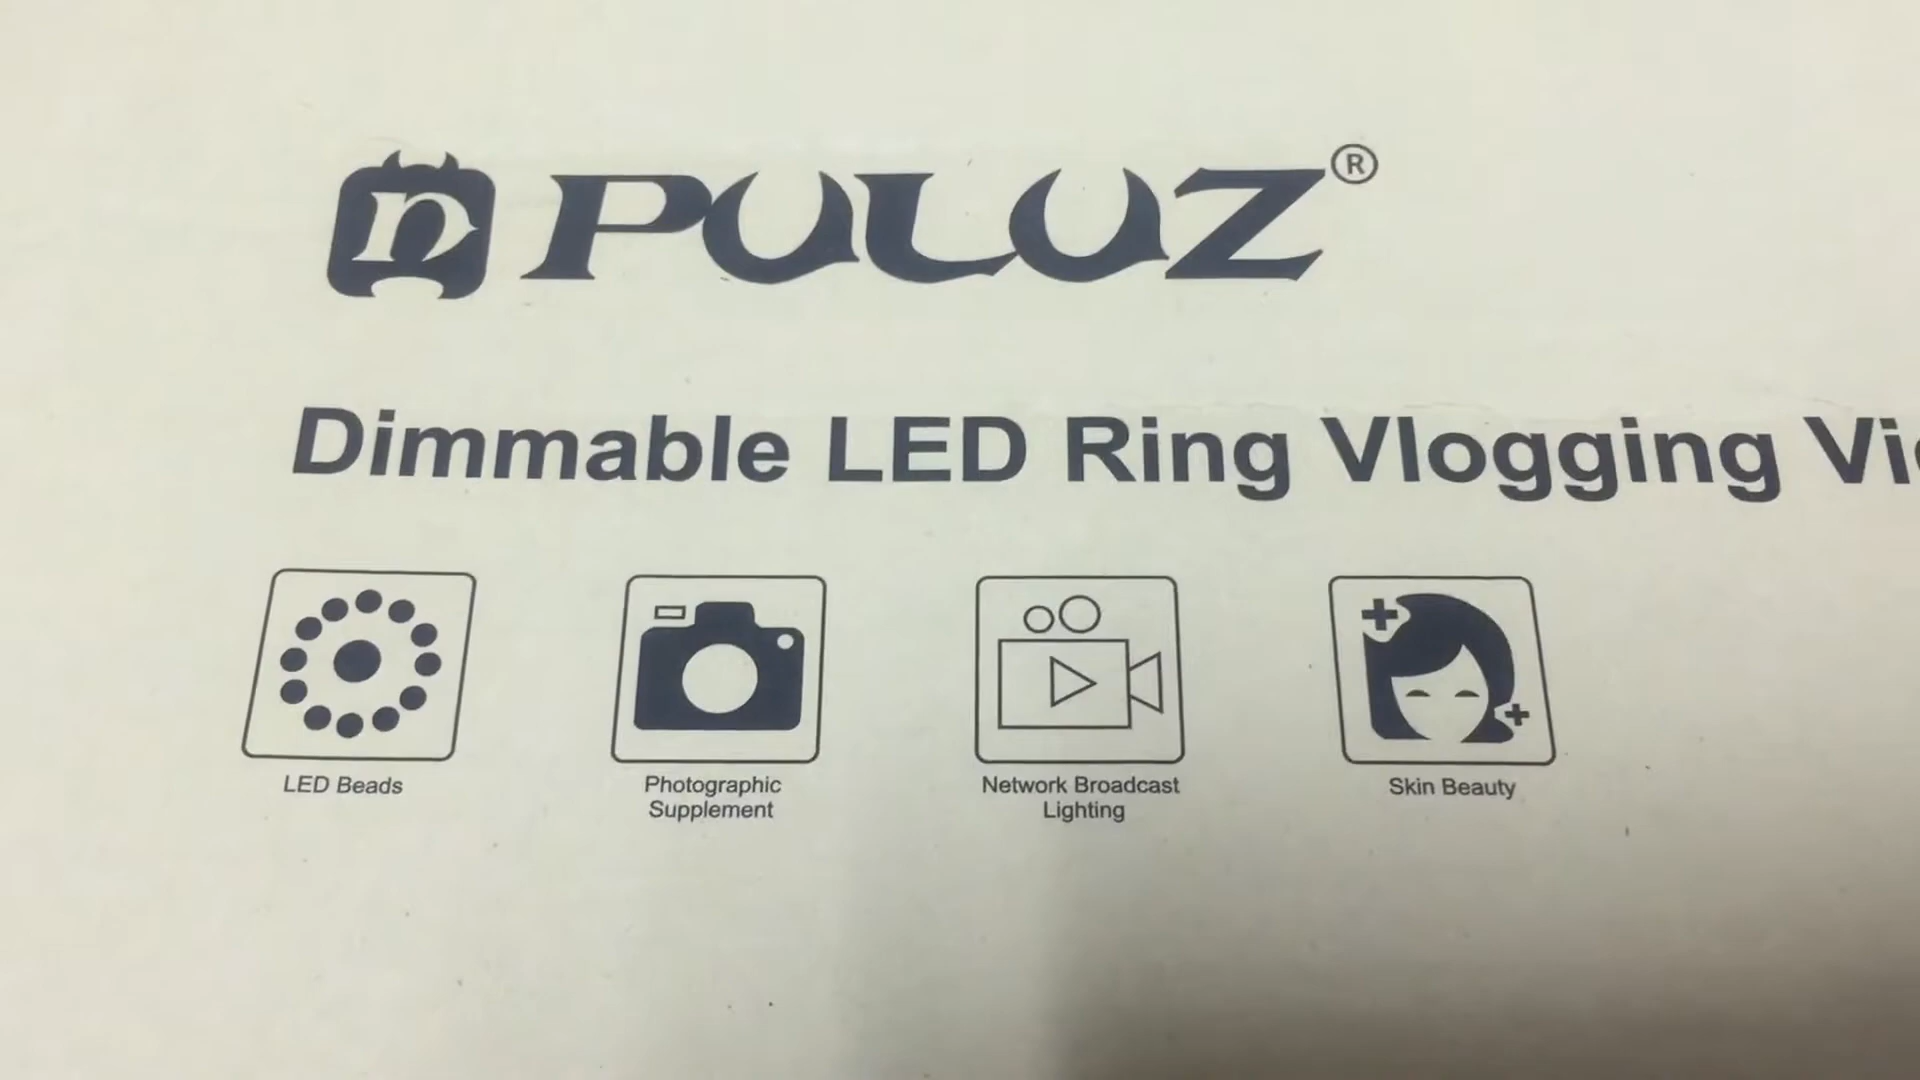 PULUZ®
Dimmable LED Ring Vlogging
LED Beads
Photographic
Supplement
Network Broadcast
Lighting
Skin Beauty